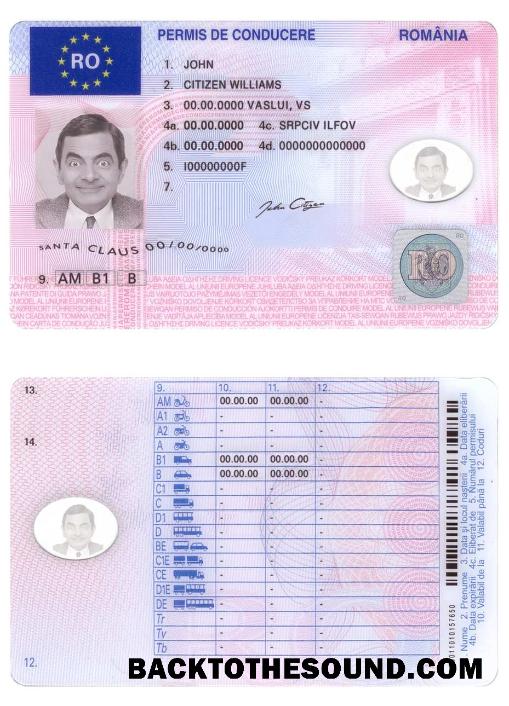 RO
PERMIS DE CONDUCERE ROMÂNIA
1. JOHN
2. CITIZEN WILLIAMS
3. 00.00.0000 VASLUI, VS
4a. 00.00.0000 4c. SRPCIV ILFOV
4b. 00.00.0000 4d. 0000000000000
5. I00000000F
7.
John Citizen
SANTA CLAUS 00/00/0000
RO
9. AM B1 B
13.
14.
12.
9. 10. 11. 12.
AM 00.00.00 00.00.00 -
A1 - - -
A2 - - -
A - - -
B1 00.00.00 00.00.00 -
B 00.00.00 00.00.00 -
C1 - - -
C - - -
D1 - - -
D - - -
BE - - -
C1E - - -
CE - - -
D1E - - -
DE - - -
Tr - - -
Tv - - -
Tb - - -
Nume 2. Prenume 3. Data și locul nașterii 4a. Data eliberării
4b. Data expirării 4c. Eliberat de 5. Numărul permisului
10. Valabil de la 11. Valabil până la 12. Coduri
BACKTOTHESOUND.COM